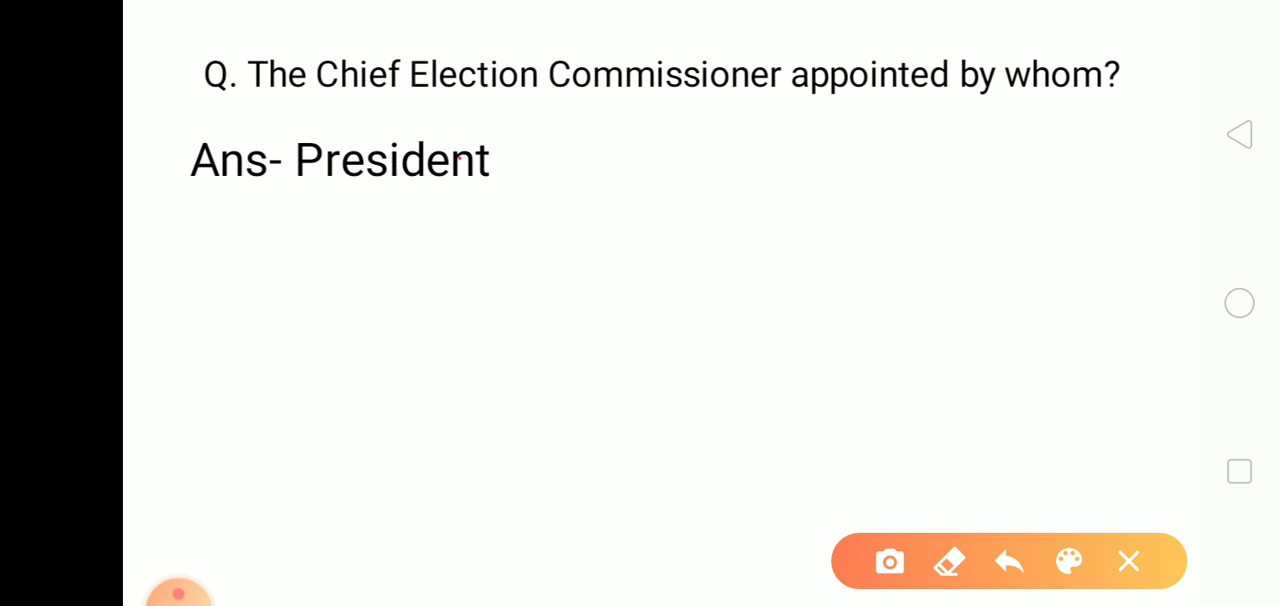 Q. The Chief Election Commissioner appointed by whom?
Ans- President